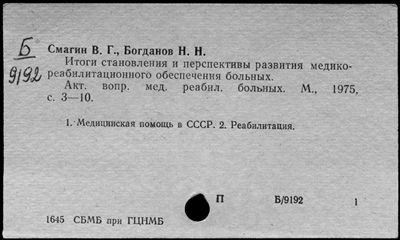 Б
9192
Смагин В. Г., Богданов Н. Н.
Итоги становления и перспективы развития медико-
реабилитационного обеспечения больных.
Акт. вопр. мед. реабил. больных. М., 1975,
с. 3—10.
1. Медицинская помощь в СССР. 2. Реабилитация.
П Б/9192 1
1645 СБМБ при ГЦНМБ